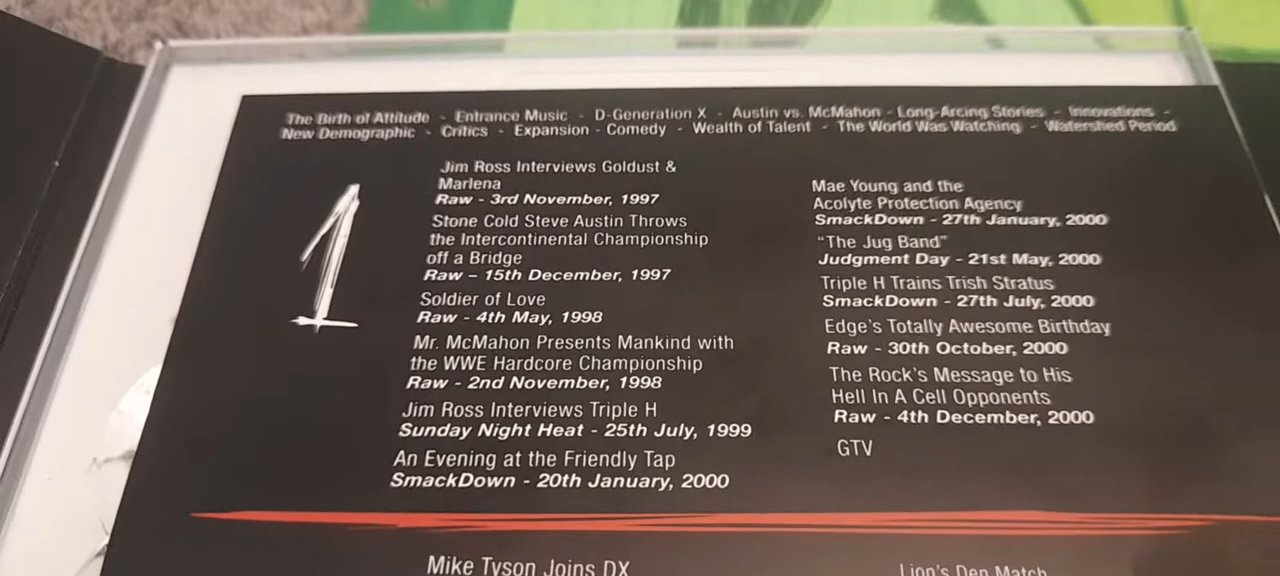 The Birth of Attitude - Entrance Music - D-Generation X - Austin vs. McMahon - Long-Arcing Stories - Innovations -
New Demographic - Critics - Expansion - Comedy - Wealth of Talent - The World Was Watching - Watershed Period
1
Jim Ross Interviews Goldust &
Marlena
Raw - 3rd November, 1997
Stone Cold Steve Austin Throws
the Intercontinental Championship
off a Bridge
Raw – 15th December, 1997
Soldier of Love
Raw - 4th May, 1998
Mr. McMahon Presents Mankind with
the WWE Hardcore Championship
Raw - 2nd November, 1998
Jim Ross Interviews Triple H
Sunday Night Heat - 25th July, 1999
An Evening at the Friendly Tap
SmackDown - 20th January, 2000
Mae Young and the
Acolyte Protection Agency
SmackDown - 27th January, 2000
“The Jug Band”
Judgment Day - 21st May, 2000
Triple H Trains Trish Stratus
SmackDown - 27th July, 2000
Edge's Totally Awesome Birthday
Raw - 30th October, 2000
The Rock's Message to His
Hell In A Cell Opponents
Raw - 4th December, 2000
GTV
Mike Tyson Joins DX
Lion's Den Match